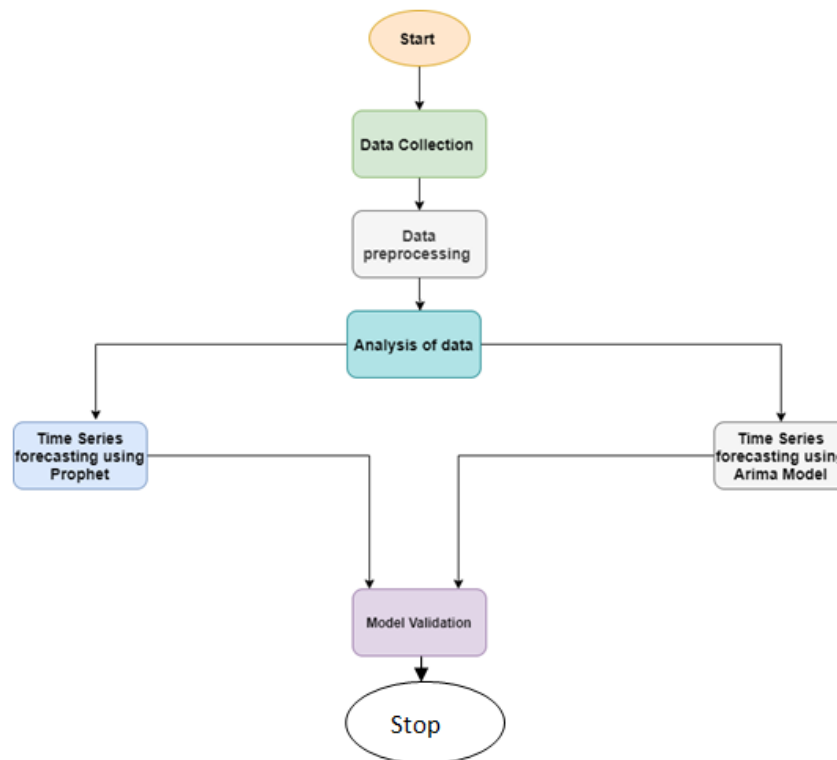 Start
Data Collection
Data
preprocessing
Analysis of data
Time Series
forecasting using
Prophet
Time Series
forecasting using
Arima Model
Model Validation
Stop